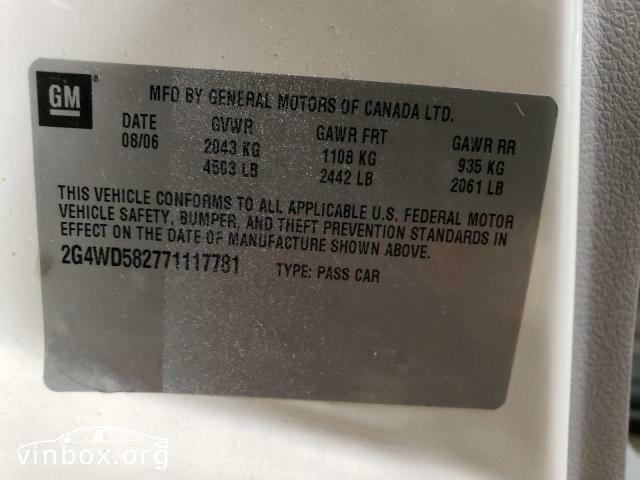 GM
MFD BY GENERAL MOTORS OF CANADA LTD.
DATE GVWR GAWR FRT GAWR RR
08/06 2043 KG 1108 KG 935 KG
4503 LB 2442 LB 2061 LB
THIS VEHICLE CONFORMS TO ALL APPLICABLE U.S. FEDERAL MOTOR
VEHICLE SAFETY, BUMPER, AND THEFT PREVENTION STANDARDS IN
EFFECT ON THE DATE OF MANUFACTURE SHOWN ABOVE.
2G4WD582771117781 TYPE: PASS CAR
vinbox.org